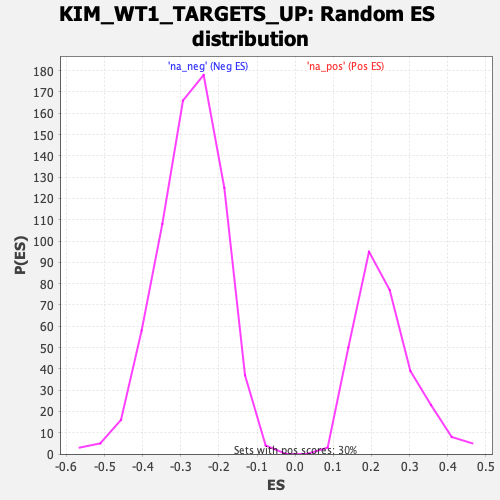 KIM_WT1_TARGETS_UP: Random ES
distribution
'na_neg' (Neg ES) 'na_pos' (Pos ES)
180
170
160
150
140
130
120
110
100
90
80
70
60
50
40
30
20
10
0
P(ES)
Sets with pos scores: 30%
-0.6 -0.5 -0.4 -0.3 -0.2 -0.1 0.0 0.1 0.2 0.3 0.4 0.5
ES